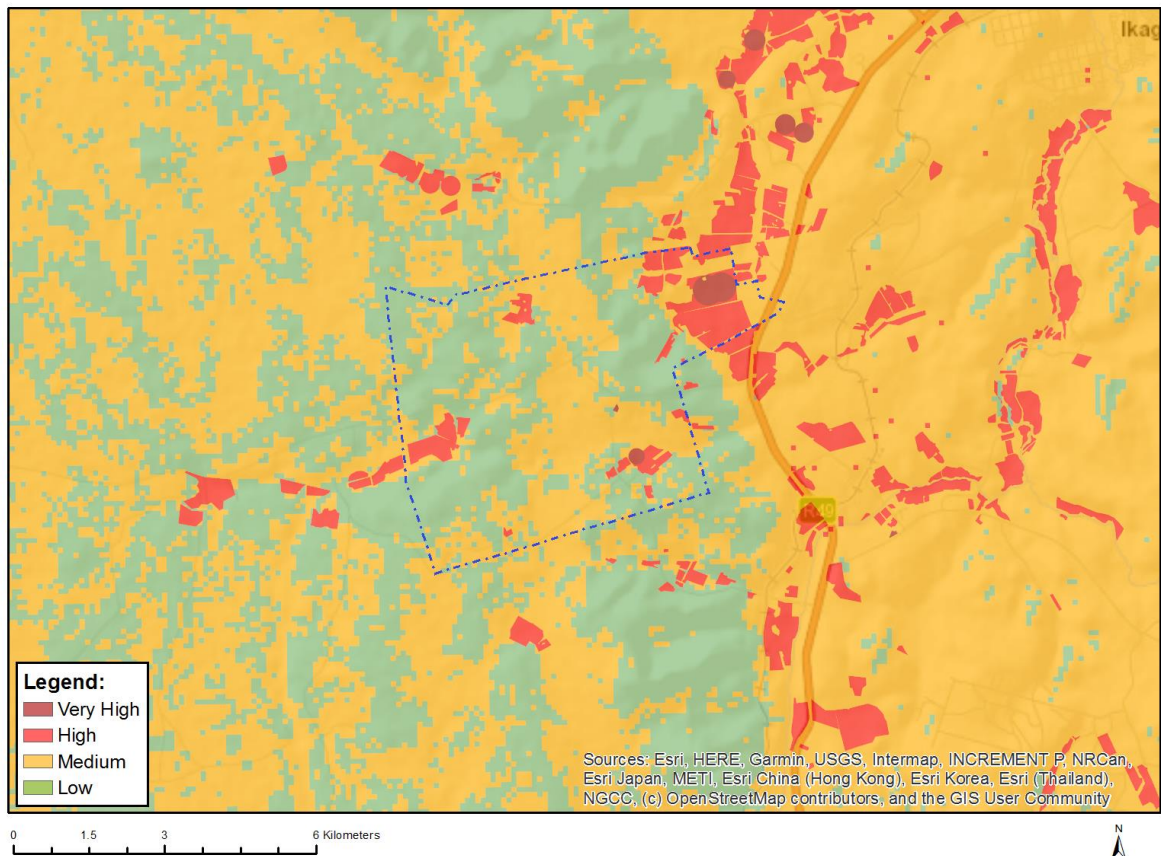 Ikag
Legend:
Very High
High
Medium
Low
Sources: Esri, HERE, Garmin, USGS, Intermap, INCREMENT P, NRCan,
Esri Japan, METI, Esri China (Hong Kong), Esri Korea, Esri (Thailand),
NGCC, (c) OpenStreetMap contributors, and the GIS User Community
0 1.5 3 6 Kilometers
N